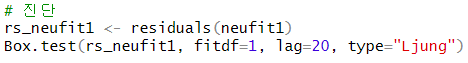 # 진단
rs_neufit1 <- residuals(neufit1)
Box.test(rs_neufit1, fitdf=1, lag=20, type="Ljung")